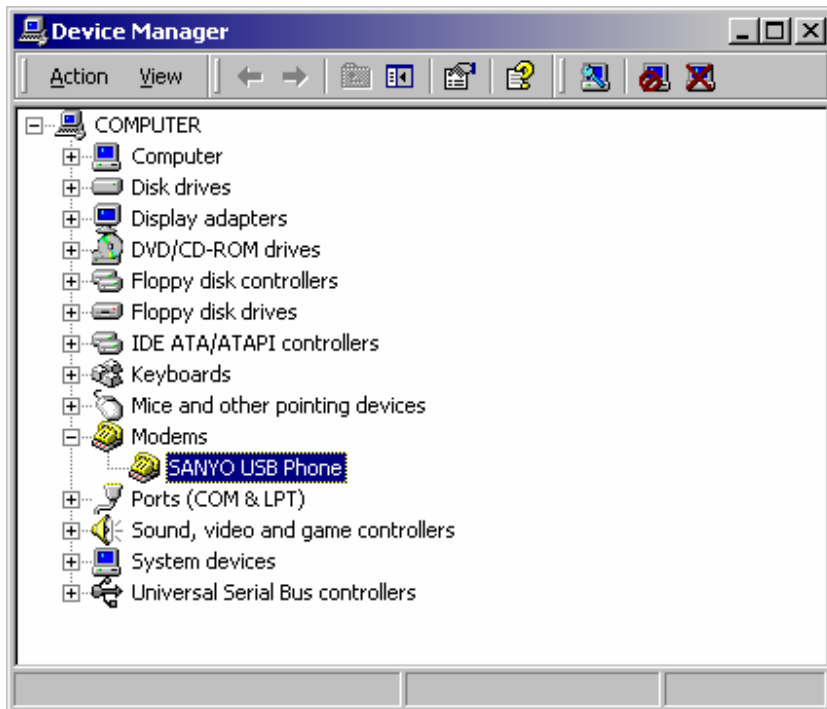 Device Manager
Action View
COMPUTER
Computer
Disk drives
Display adapters
DVD/CD-ROM drives
Floppy disk controllers
Floppy disk drives
IDE ATA/ATAPI controllers
Keyboards
Mice and other pointing devices
Modems
SANYO USB Phone
Ports (COM & LPT)
Sound, video and game controllers
System devices
Universal Serial Bus controllers